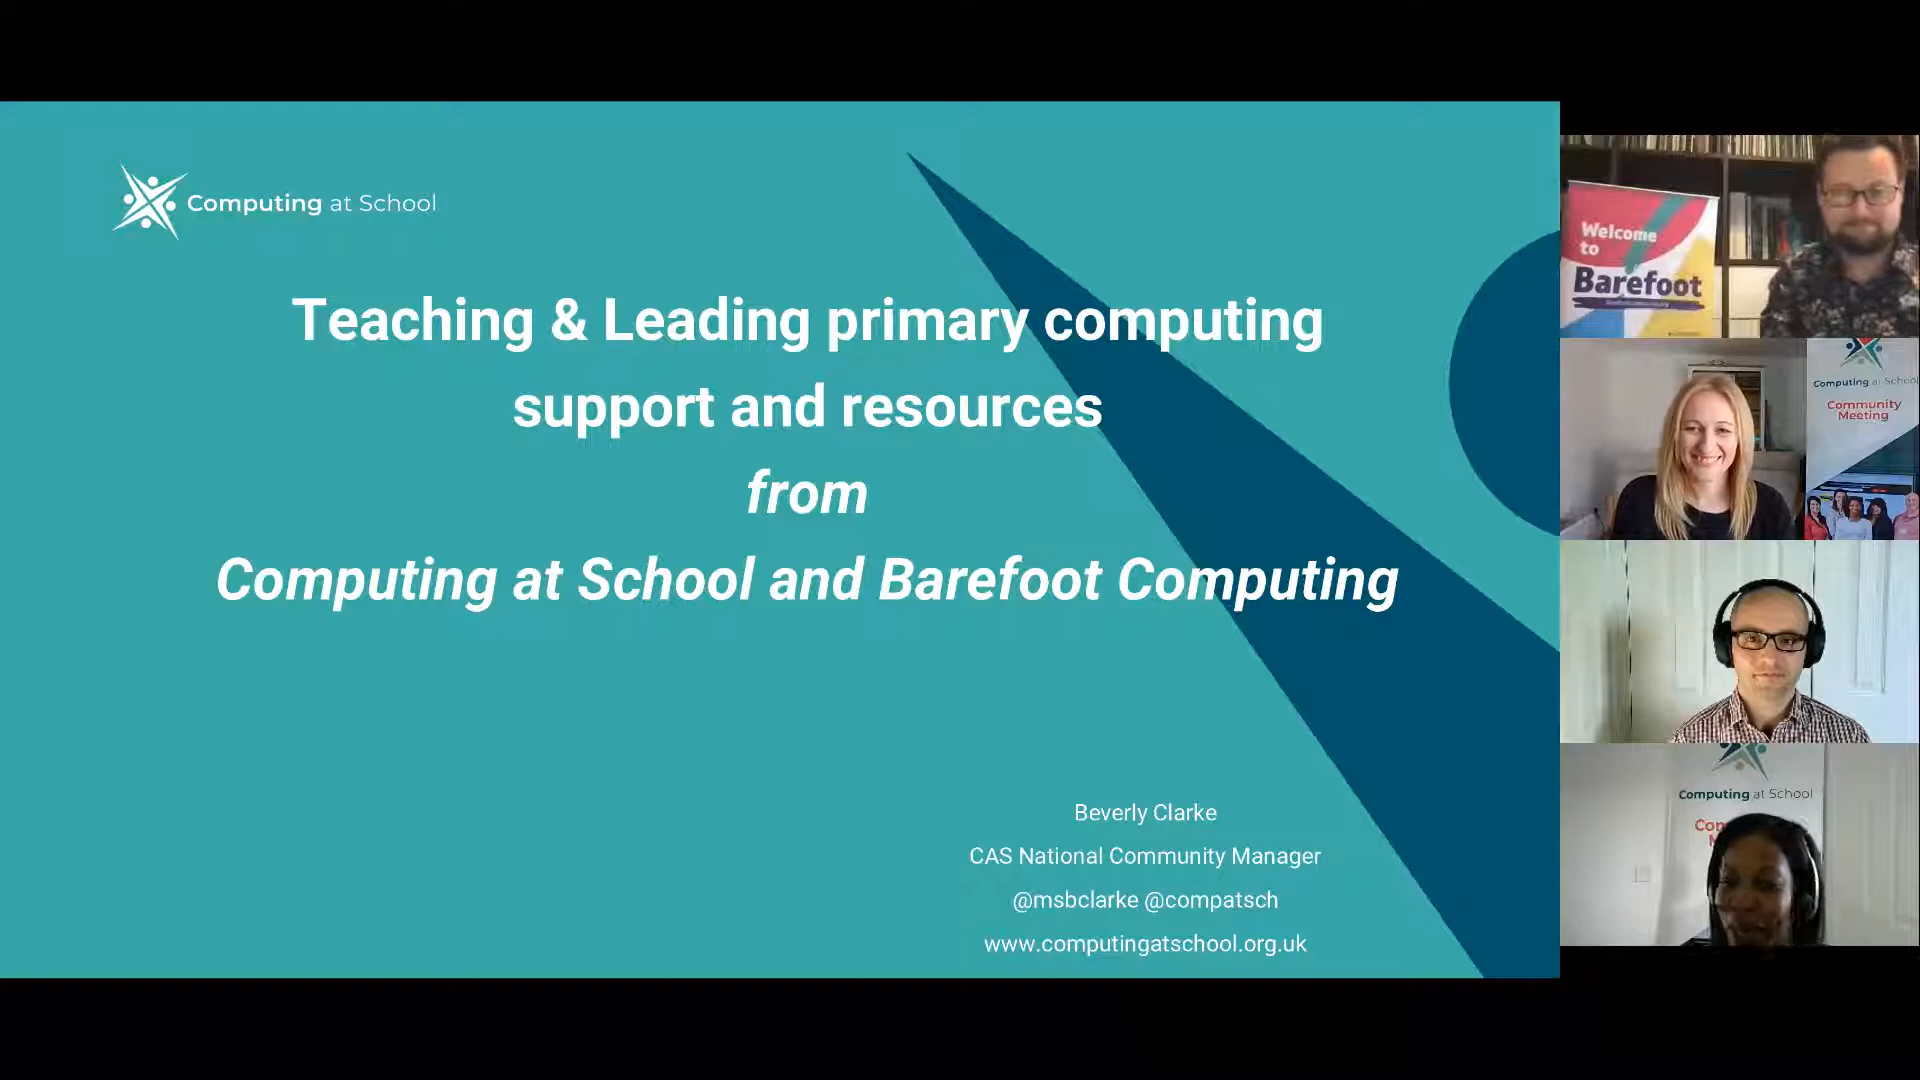 Computing at School
Teaching & Leading primary computing
support and resources
from
Computing at School and Barefoot Computing
Beverly Clarke
CAS National Community Manager
@msbclarke @compatsch
www.computingatschool.org.uk
Welcome
to
Barefoot
Computing at School
Community
Meeting
Computing at School